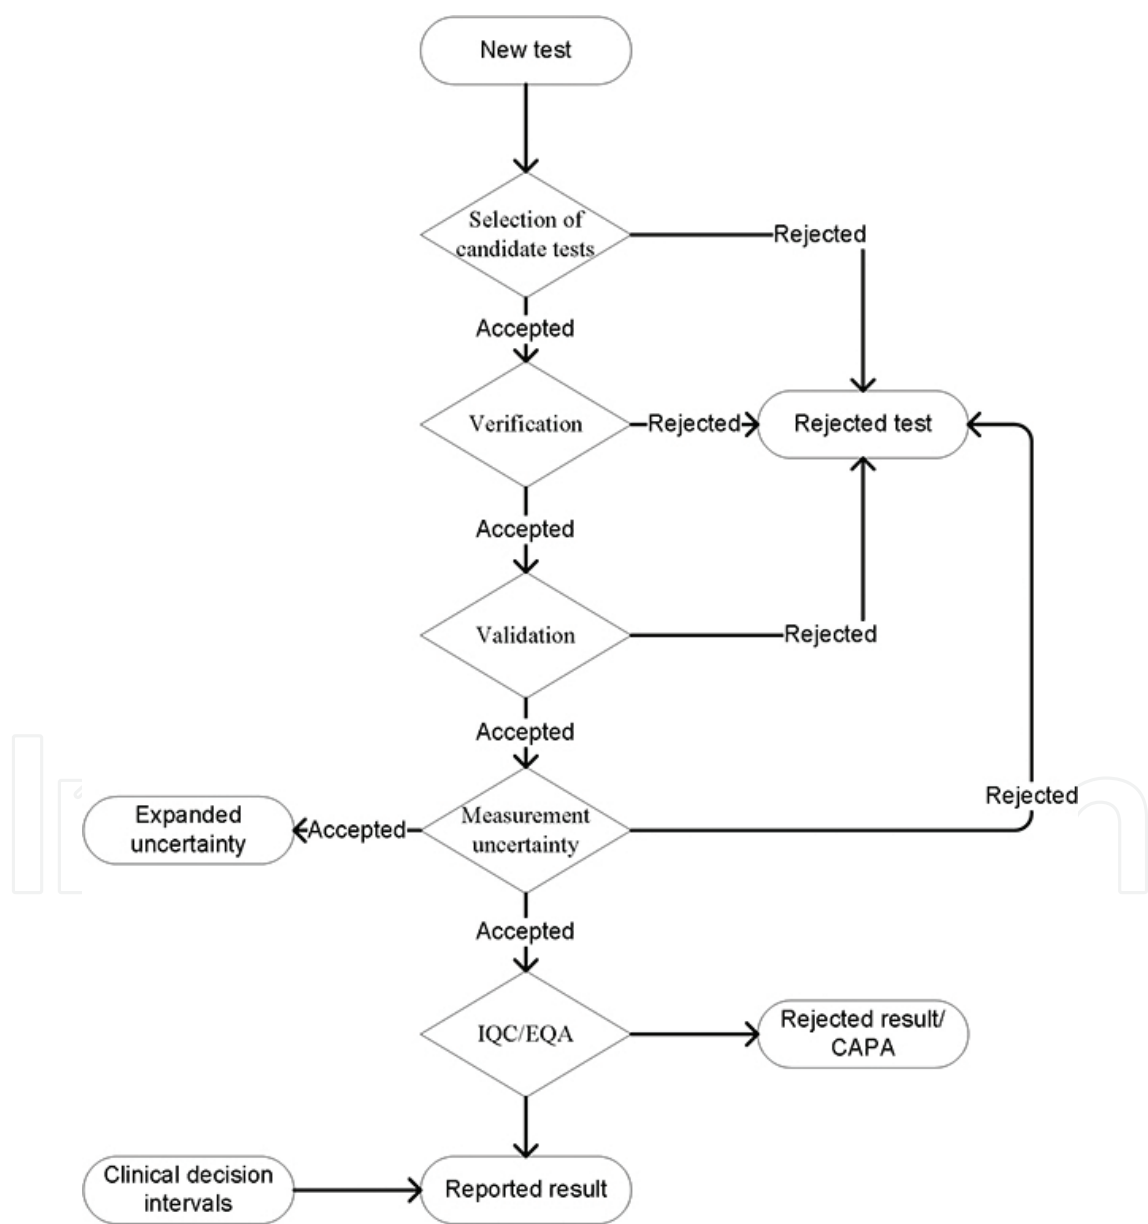 New test
Selection of
candidate tests
Rejected
Accepted
Verification
Rejected
Rejected test
Accepted
Validation
Rejected
Accepted
Rejected
Expanded
uncertainty
Accepted
Measurement
uncertainty
Accepted
IQC/EQA
Rejected result/
CAPA
Clinical decision
intervals
Reported result